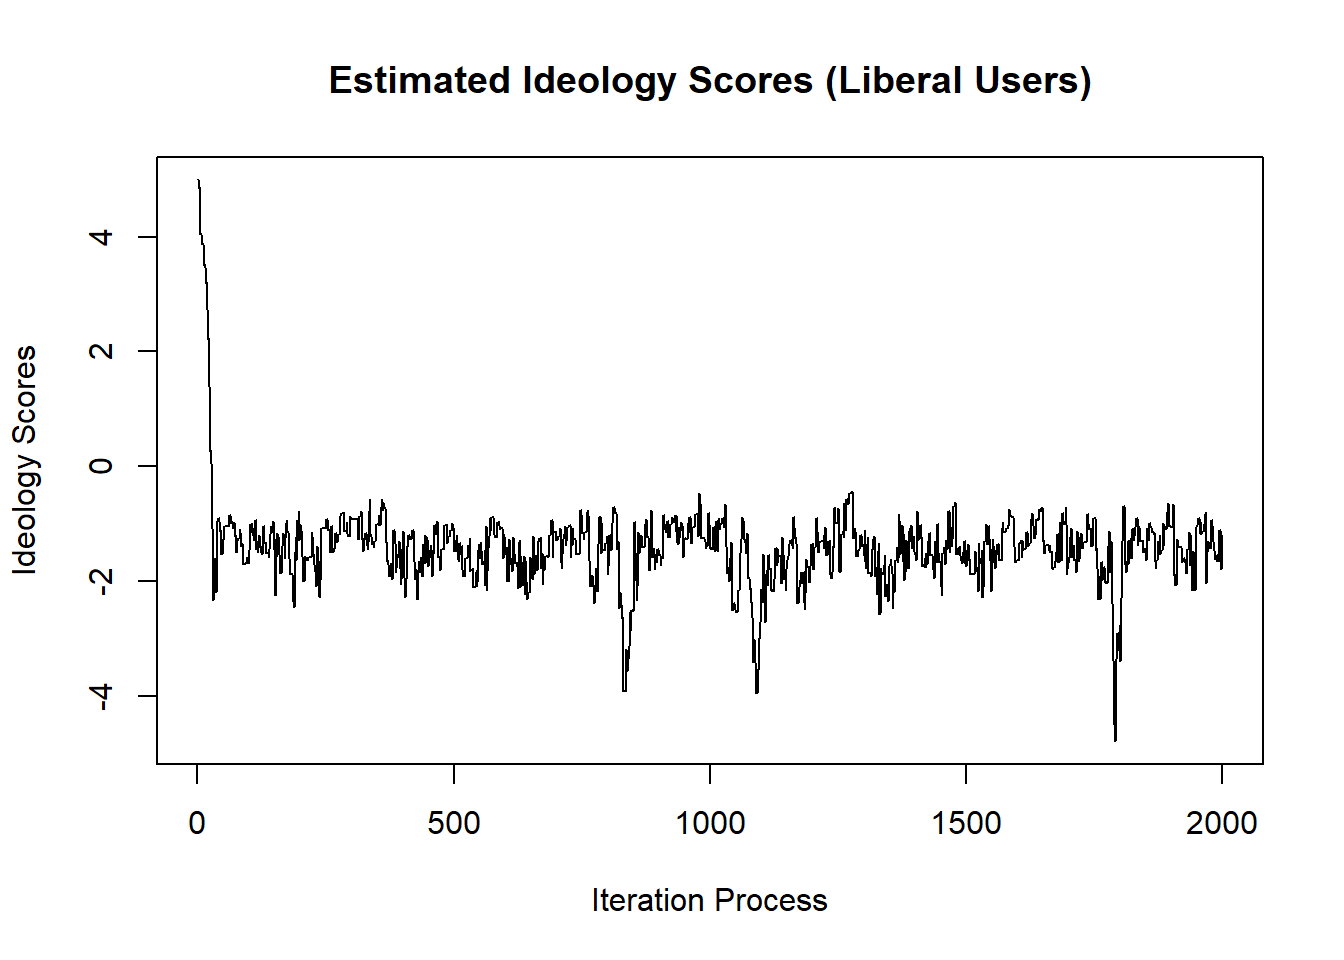 Estimated Ideology Scores (Liberal Users)
Ideology Scores
4
2
0
-2
-4
0 500 1000 1500 2000
Iteration Process